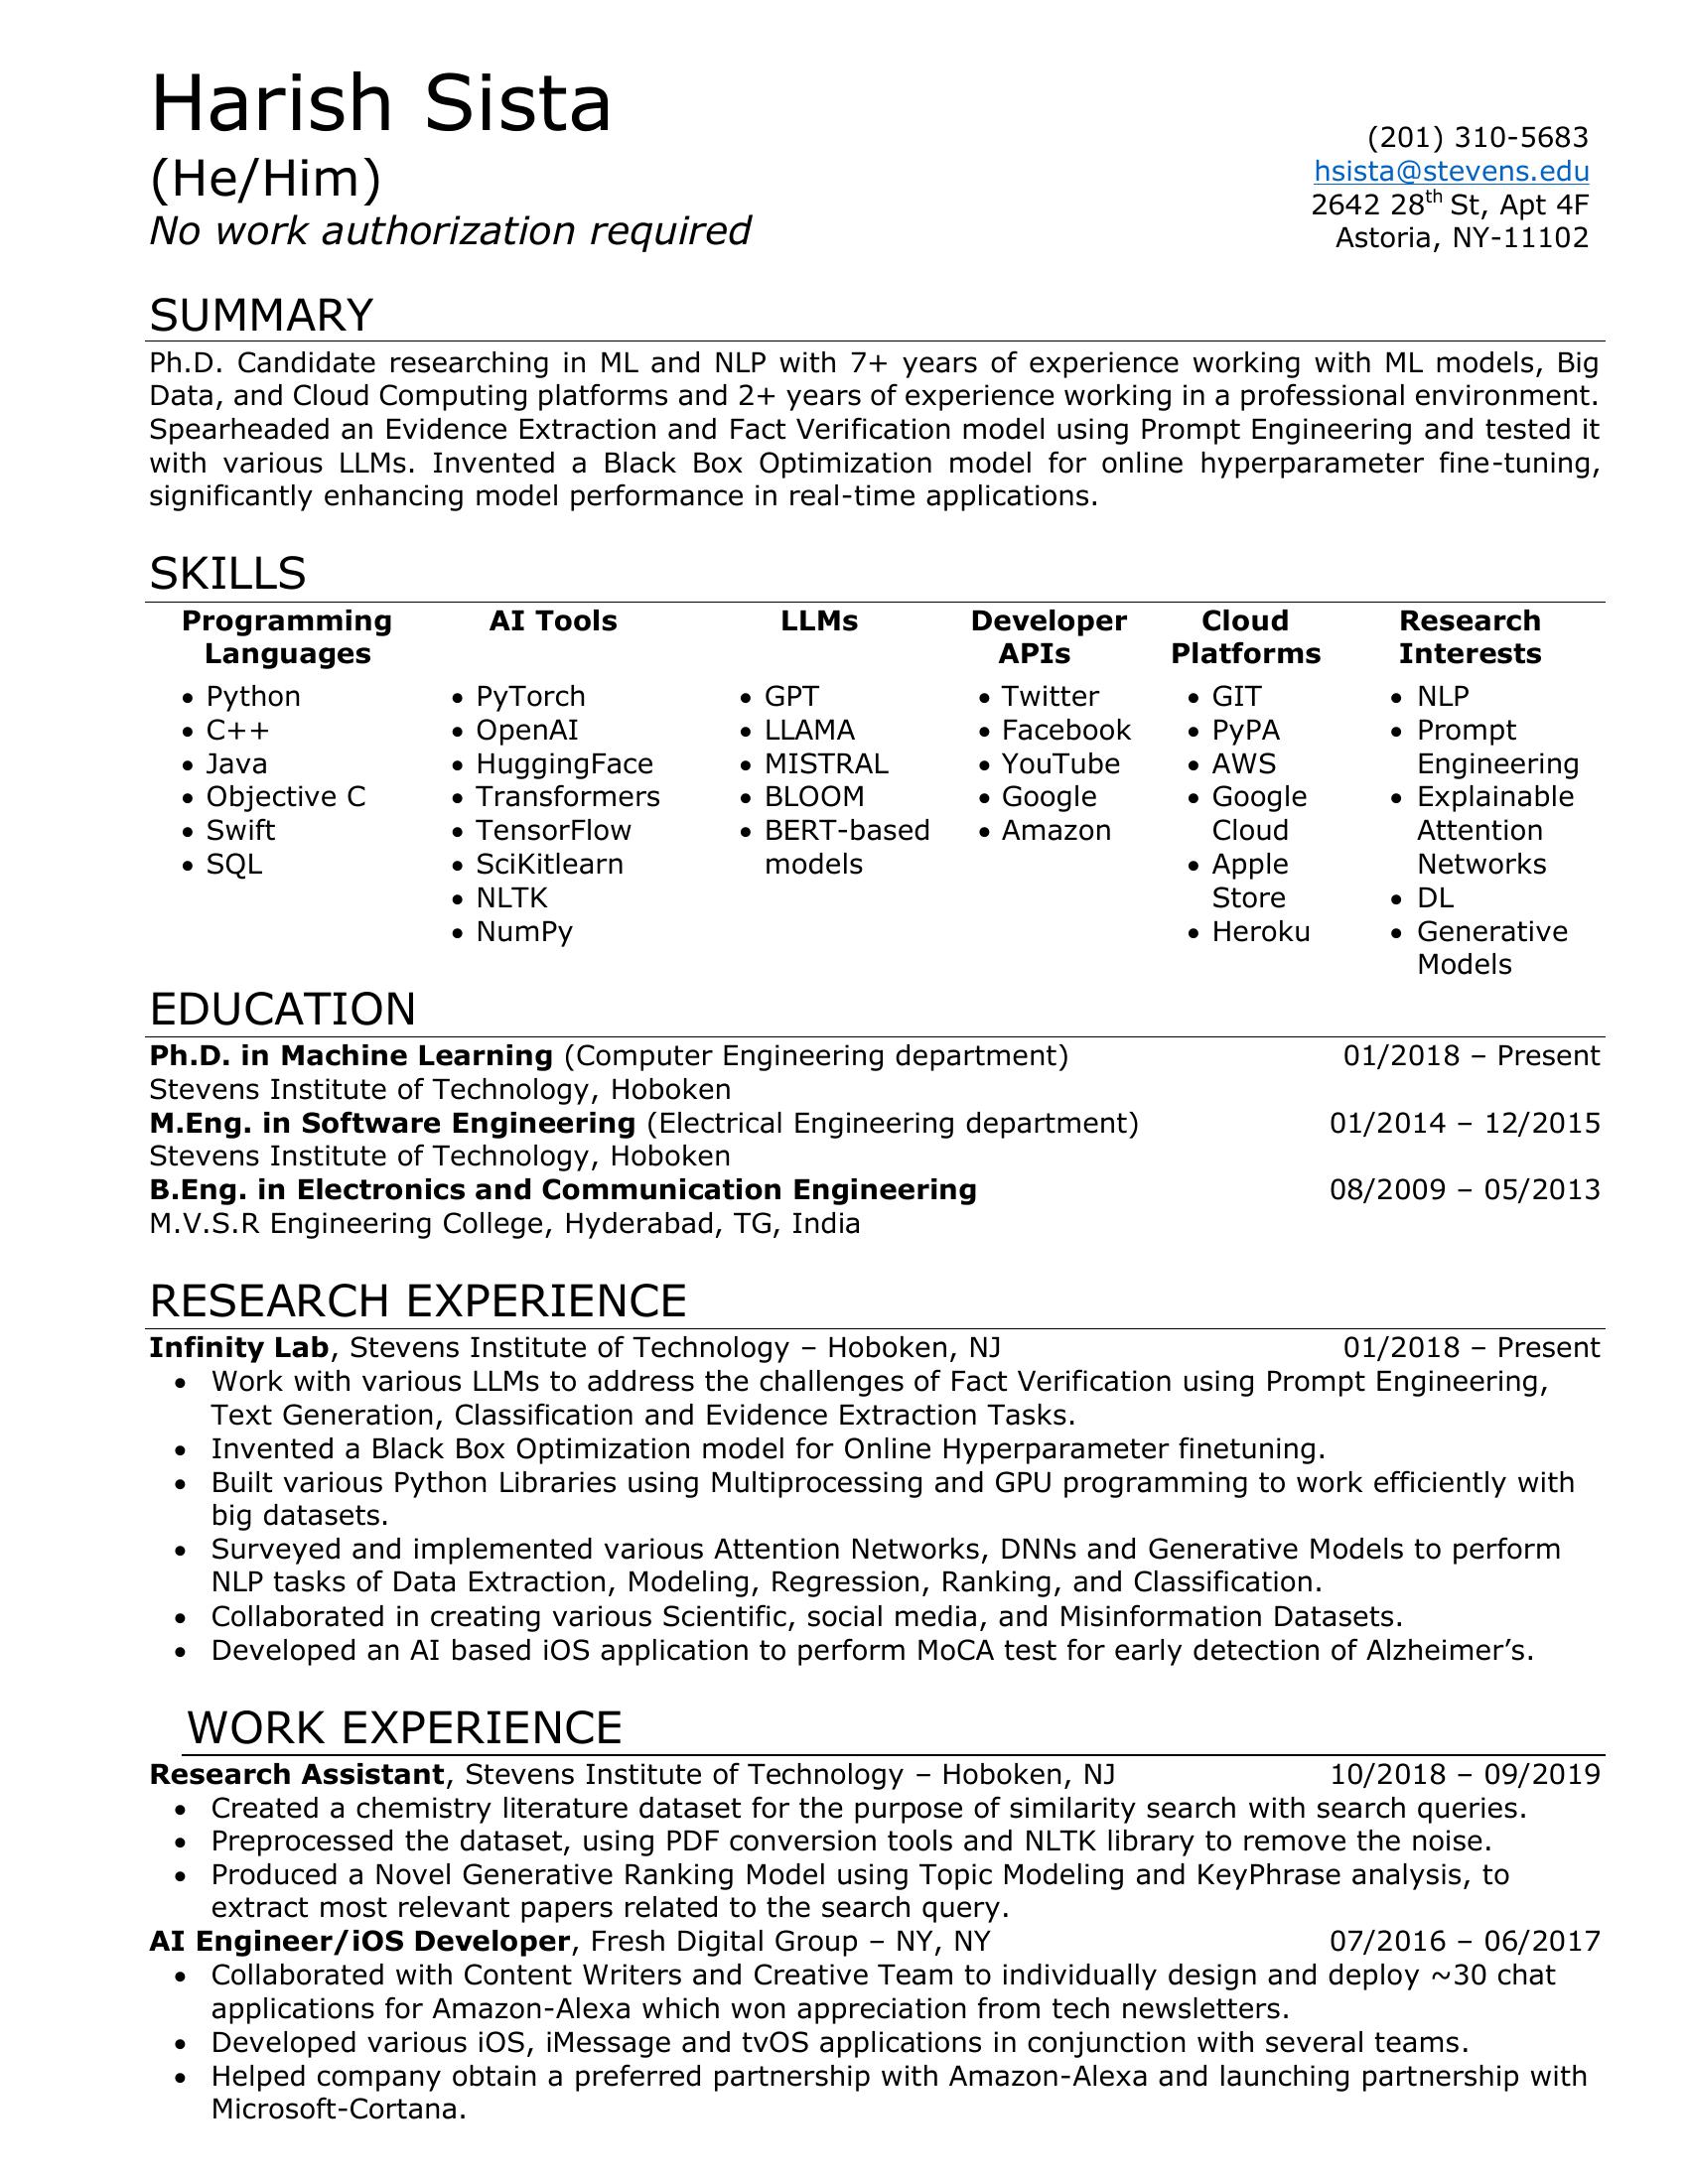 Harish Sista
(He/Him)
No work authorization required
(201) 310-5683
hsista@stevens.edu
2642 28th St, Apt 4F
Astoria, NY-11102
SUMMARY
Ph.D. Candidate researching in ML and NLP with 7+ years of experience working with ML models, Big
Data, and Cloud Computing platforms and 2+ years of experience working in a professional environment.
Spearheaded an Evidence Extraction and Fact Verification model using Prompt Engineering and tested it
with various LLMs. Invented a Black Box Optimization model for online hyperparameter fine-tuning,
significantly enhancing model performance in real-time applications.
SKILLS
Programming
Languages
• Python
• C++
• Java
• Objective C
• Swift
• SQL
AI Tools
• PyTorch
• OpenAI
• HuggingFace
• Transformers
• TensorFlow
• SciKitlearn
• NLTK
• NumPy
LLMs
• GPT
• LLAMA
• MISTRAL
• BLOOM
• BERT-based
models
Developer
APIs
• Twitter
• Facebook
• YouTube
• Google
• Amazon
Cloud
Platforms
• GIT
• PyPA
• AWS
• Google
Cloud
• Apple
Store
• Heroku
Research
Interests
• NLP
• Prompt
Engineering
• Explainable
Attention
Networks
• DL
• Generative
Models
EDUCATION
Ph.D. in Machine Learning (Computer Engineering department) 01/2018 – Present
Stevens Institute of Technology, Hoboken
M.Eng. in Software Engineering (Electrical Engineering department) 01/2014 – 12/2015
Stevens Institute of Technology, Hoboken
B.Eng. in Electronics and Communication Engineering 08/2009 – 05/2013
M.V.S.R Engineering College, Hyderabad, TG, India
RESEARCH EXPERIENCE
Infinity Lab, Stevens Institute of Technology – Hoboken, NJ 01/2018 – Present
• Work with various LLMs to address the challenges of Fact Verification using Prompt Engineering,
Text Generation, Classification and Evidence Extraction Tasks.
• Invented a Black Box Optimization model for Online Hyperparameter finetuning.
• Built various Python Libraries using Multiprocessing and GPU programming to work efficiently with
big datasets.
• Surveyed and implemented various Attention Networks, DNNs and Generative Models to perform
NLP tasks of Data Extraction, Modeling, Regression, Ranking, and Classification.
• Collaborated in creating various Scientific, social media, and Misinformation Datasets.
• Developed an AI based iOS application to perform MoCA test for early detection of Alzheimer’s.
WORK EXPERIENCE
Research Assistant, Stevens Institute of Technology – Hoboken, NJ 10/2018 – 09/2019
• Created a chemistry literature dataset for the purpose of similarity search with search queries.
• Preprocessed the dataset, using PDF conversion tools and NLTK library to remove the noise.
• Produced a Novel Generative Ranking Model using Topic Modeling and KeyPhrase analysis, to
extract most relevant papers related to the search query.
AI Engineer/iOS Developer, Fresh Digital Group – NY, NY 07/2016 – 06/2017
• Collaborated with Content Writers and Creative Team to individually design and deploy ~30 chat
applications for Amazon-Alexa which won appreciation from tech newsletters.
• Developed various iOS, iMessage and tvOS applications in conjunction with several teams.
• Helped company obtain a preferred partnership with Amazon-Alexa and launching partnership with
Microsoft-Cortana.